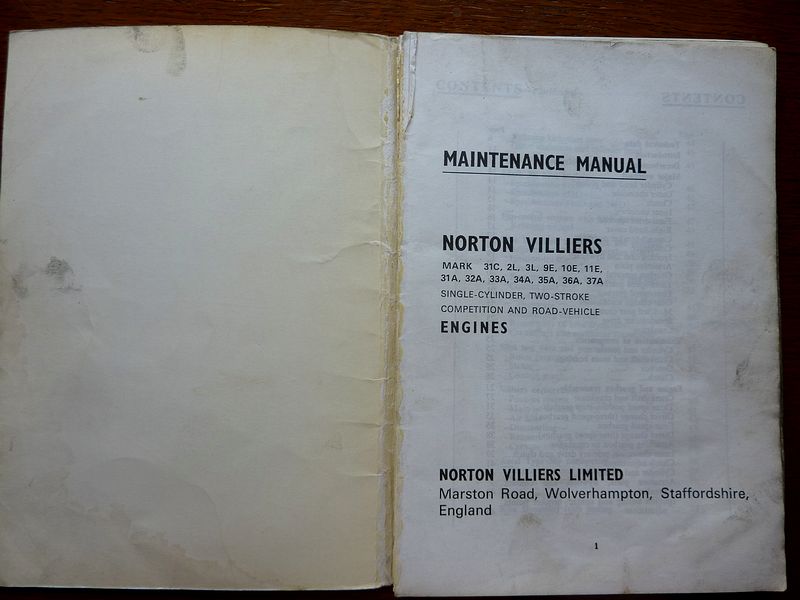 MAINTENANCE MANUAL
NORTON VILLIERS
MARK 31C, 2L, 3L, 9E, 10E, 11E,
31A, 32A, 33A, 34A, 35A, 36A, 37A
SINGLE-CYLINDER, TWO-STROKE
COMPETITION AND ROAD-VEHICLE
ENGINES
NORTON VILLIERS LIMITED
Marston Road, Wolverhampton, Staffordshire,
England
1
CONTENTS